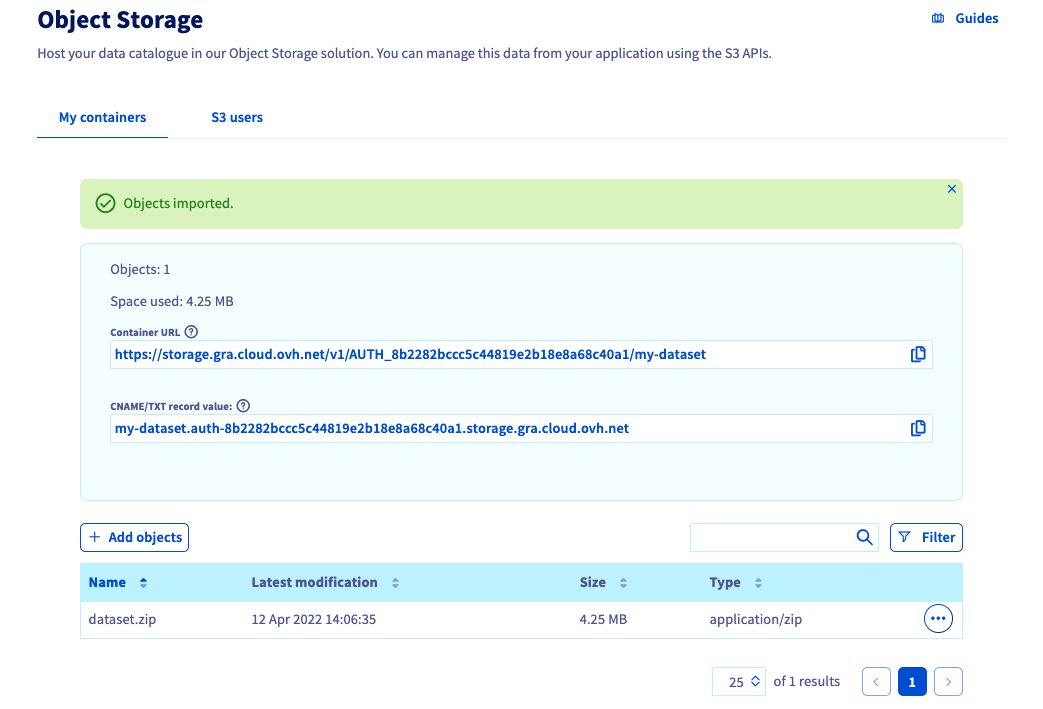 Object Storage
Guides
Host your data catalogue in our Object Storage solution. You can manage this data from your application using the S3 APIs.
My containers
S3 users
Objects imported.
Objects: 1
Space used: 4.25 MB
Container URL
https://storage.gra.cloud.ovh.net/v1/AUTH_8b2282bccc5c44819e2b18e8a68c40a1/my-dataset
CNAME/TXT record value:
my-dataset.auth-8b2282bccc5c44819e2b18e8a68c40a1.storage.gra.cloud.ovh.net
+ Add objects
Filter
Name Latest modification Size Type
dataset.zip 12 Apr 2022 14:06:35 4.25 MB application/zip
25 of 1 results 1